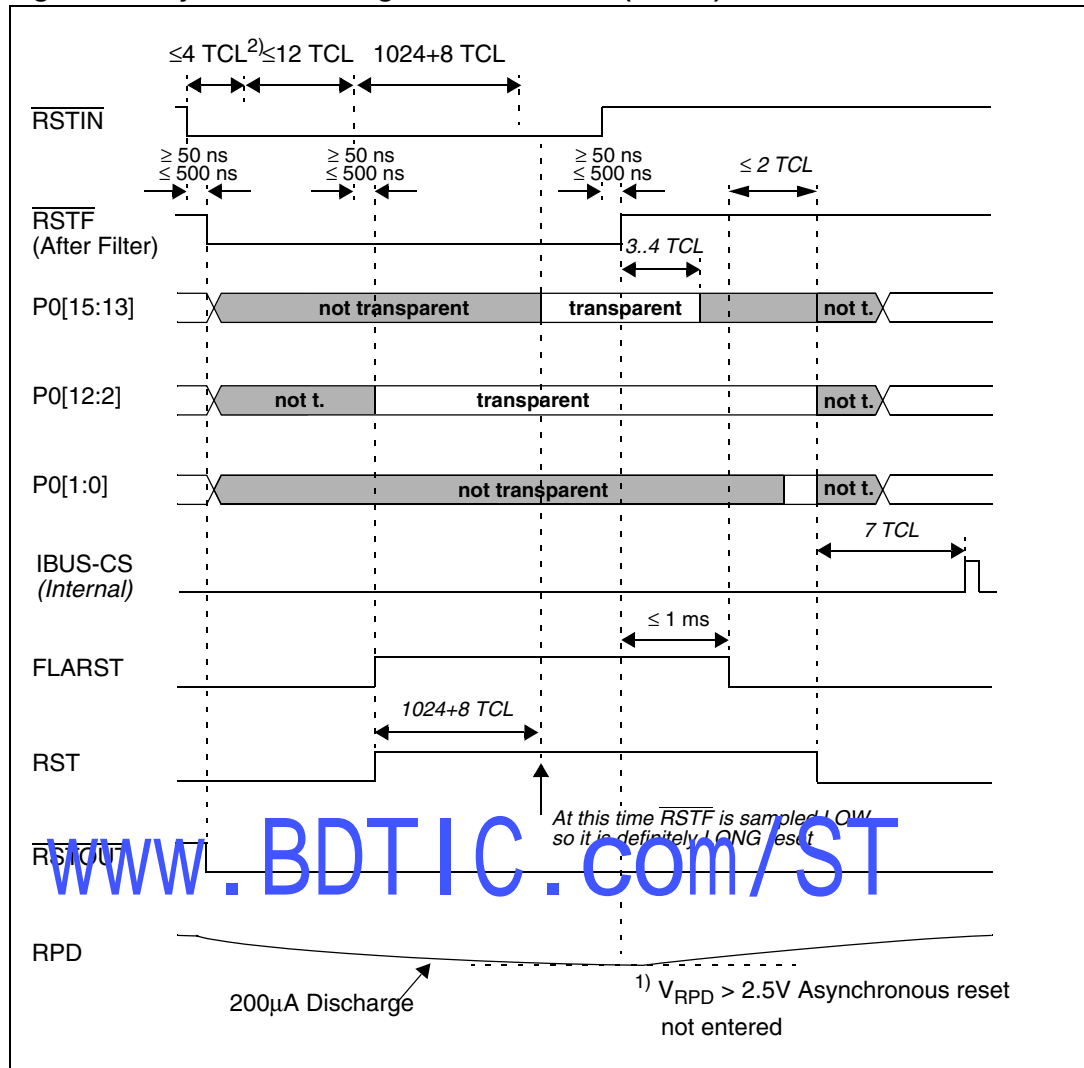 ≤4 TCL2) ≤12 TCL 1024+8 TCL
RSTIN
≥ 50 ns
≤ 500 ns
≥ 50 ns
≤ 500 ns
≥ 50 ns
≤ 500 ns
≤ 2 TCL
RSTF
(After Filter)
3..4 TCL
P0[15:13]
not transparent
transparent
not t.
P0[12:2]
not t.
transparent
not t.
P0[1:0]
not transparent
not t.
7 TCL
IBUS-CS
(Internal)
≤ 1 ms
FLARST
1024+8 TCL
RST
At this time RSTF is sampled LOW
so it is definitely LONG reset
RSTOUT
www.BDTIC.com/ST
RPD
200μA Discharge
1) VRPD > 2.5V Asynchronous reset
not entered